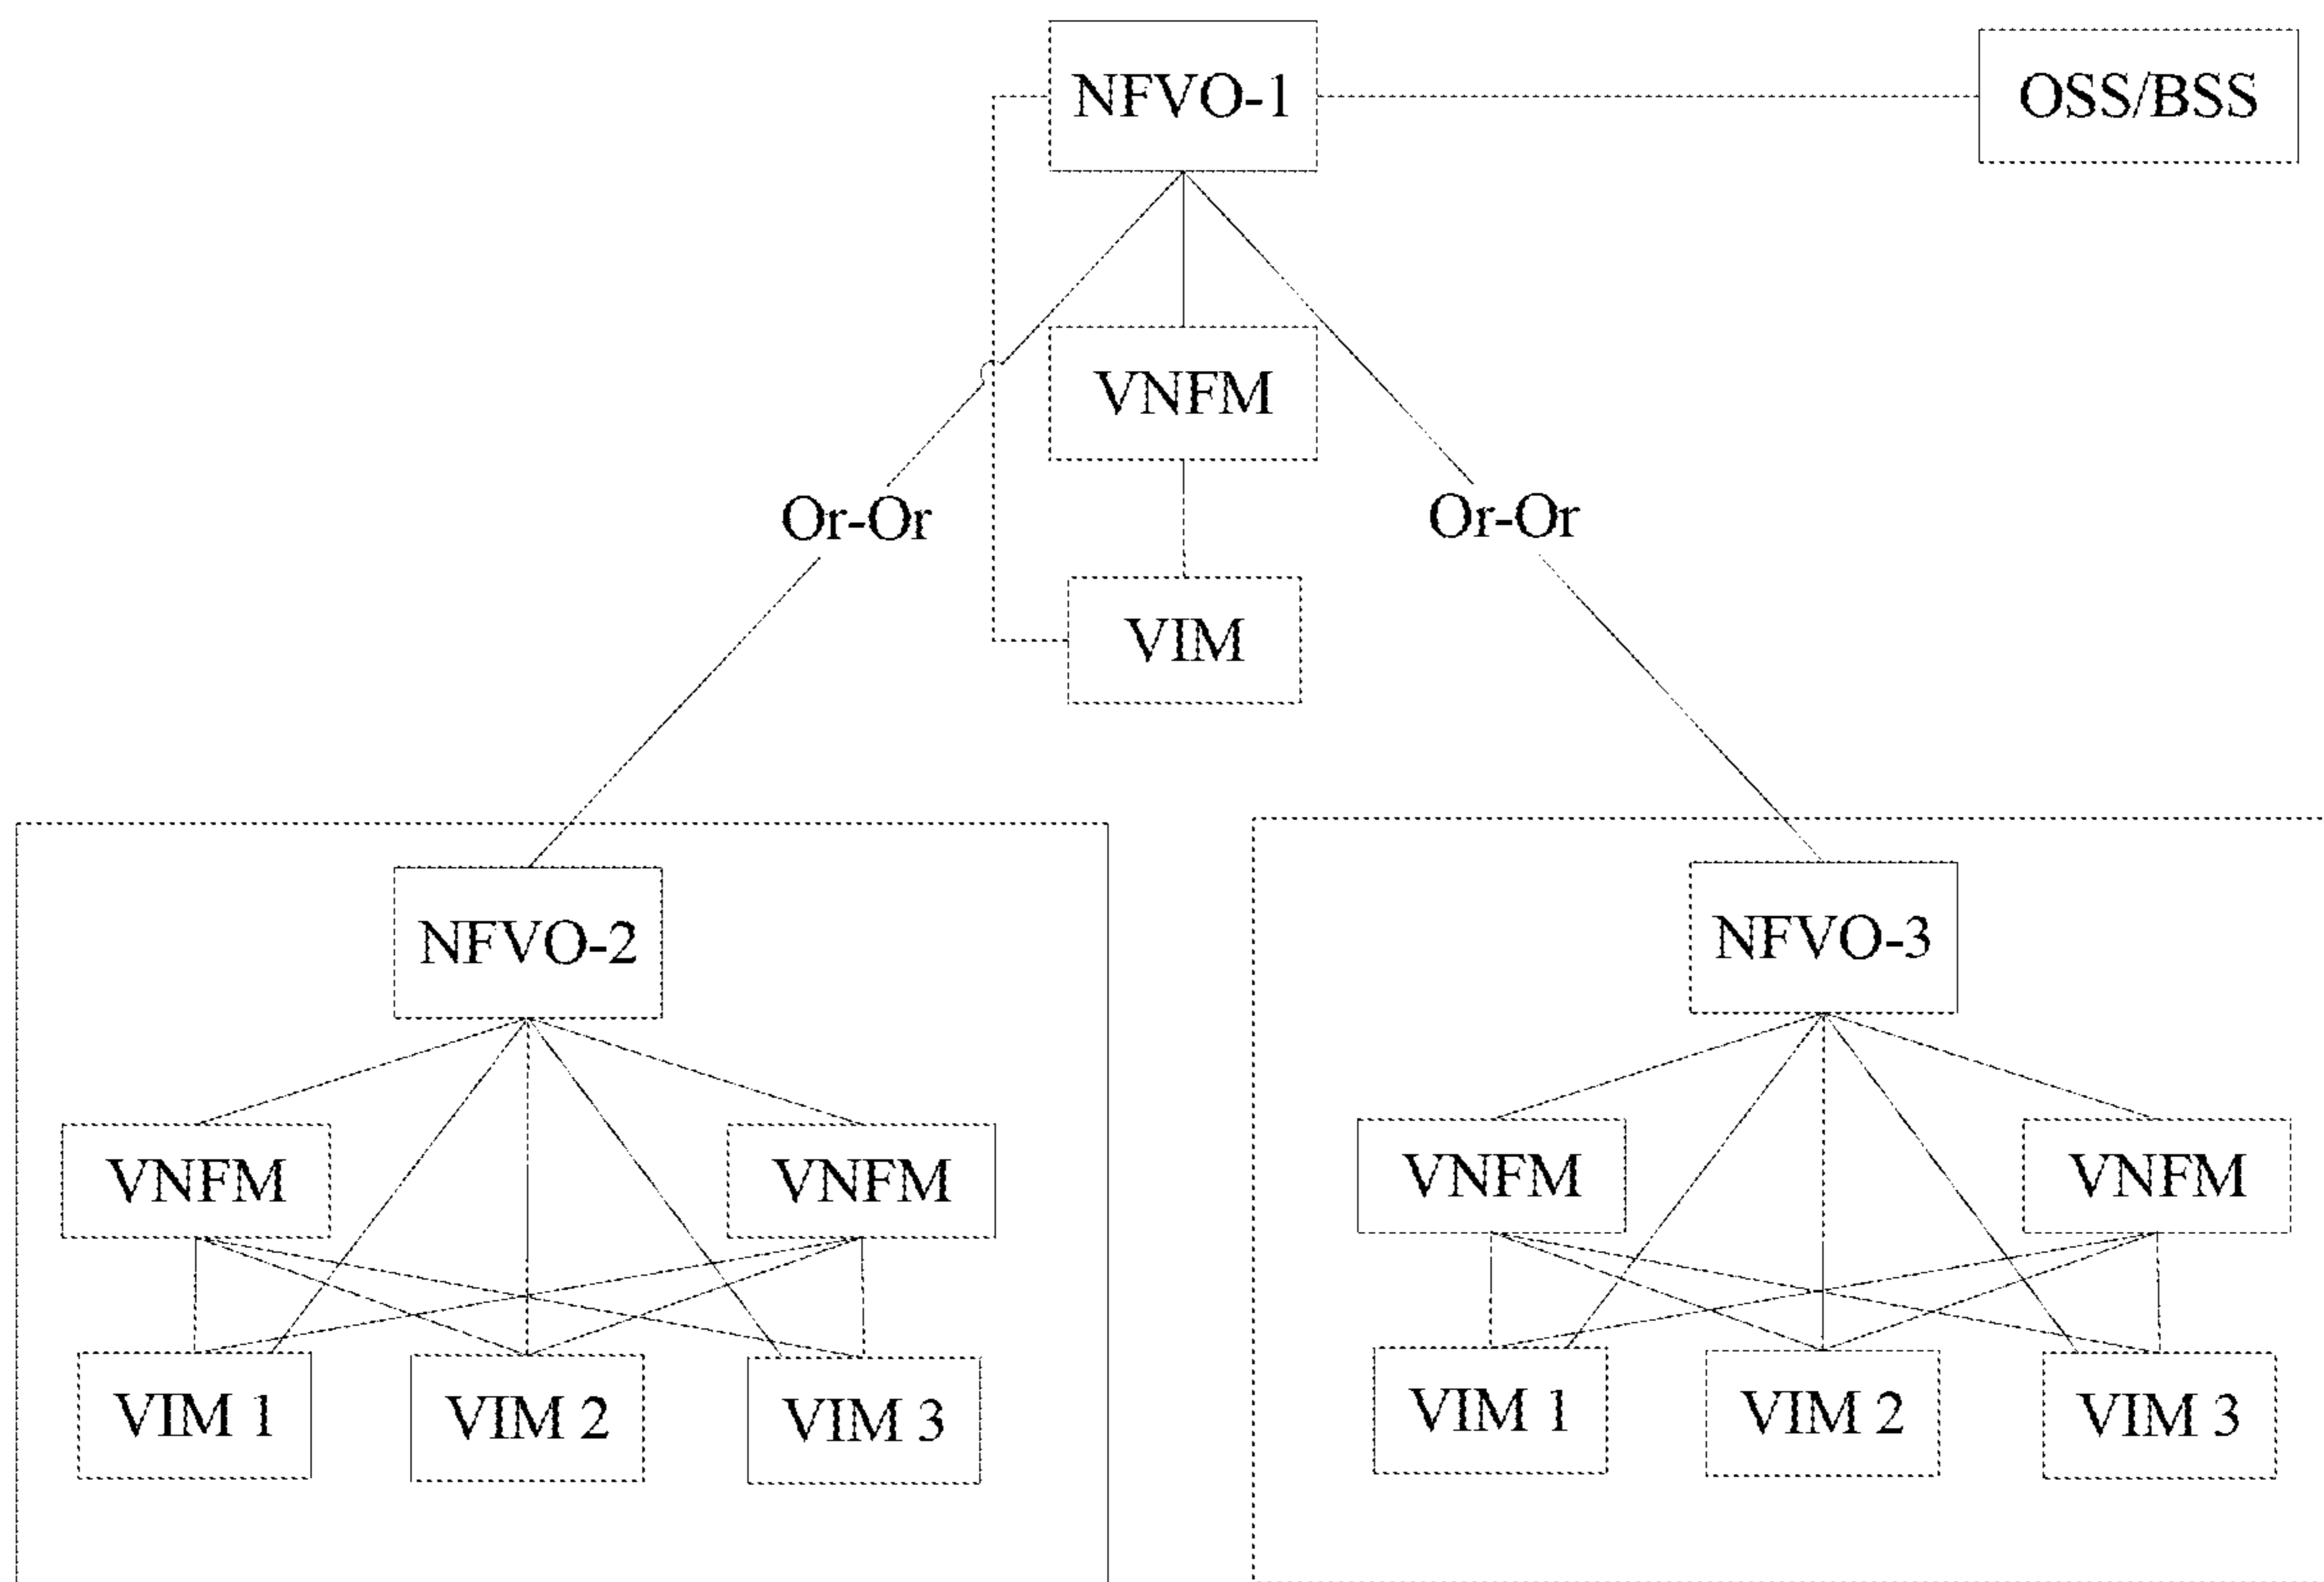 NFVO-1
OSS/BSS
VNFM
Or-Or
Or-Or
VIM
NFVO-2
NFVO-3
VNFM
VNFM
VNFM
VNFM
VIM 1
VIM 2
VIM 3
VIM 1
VIM 2
VIM 3